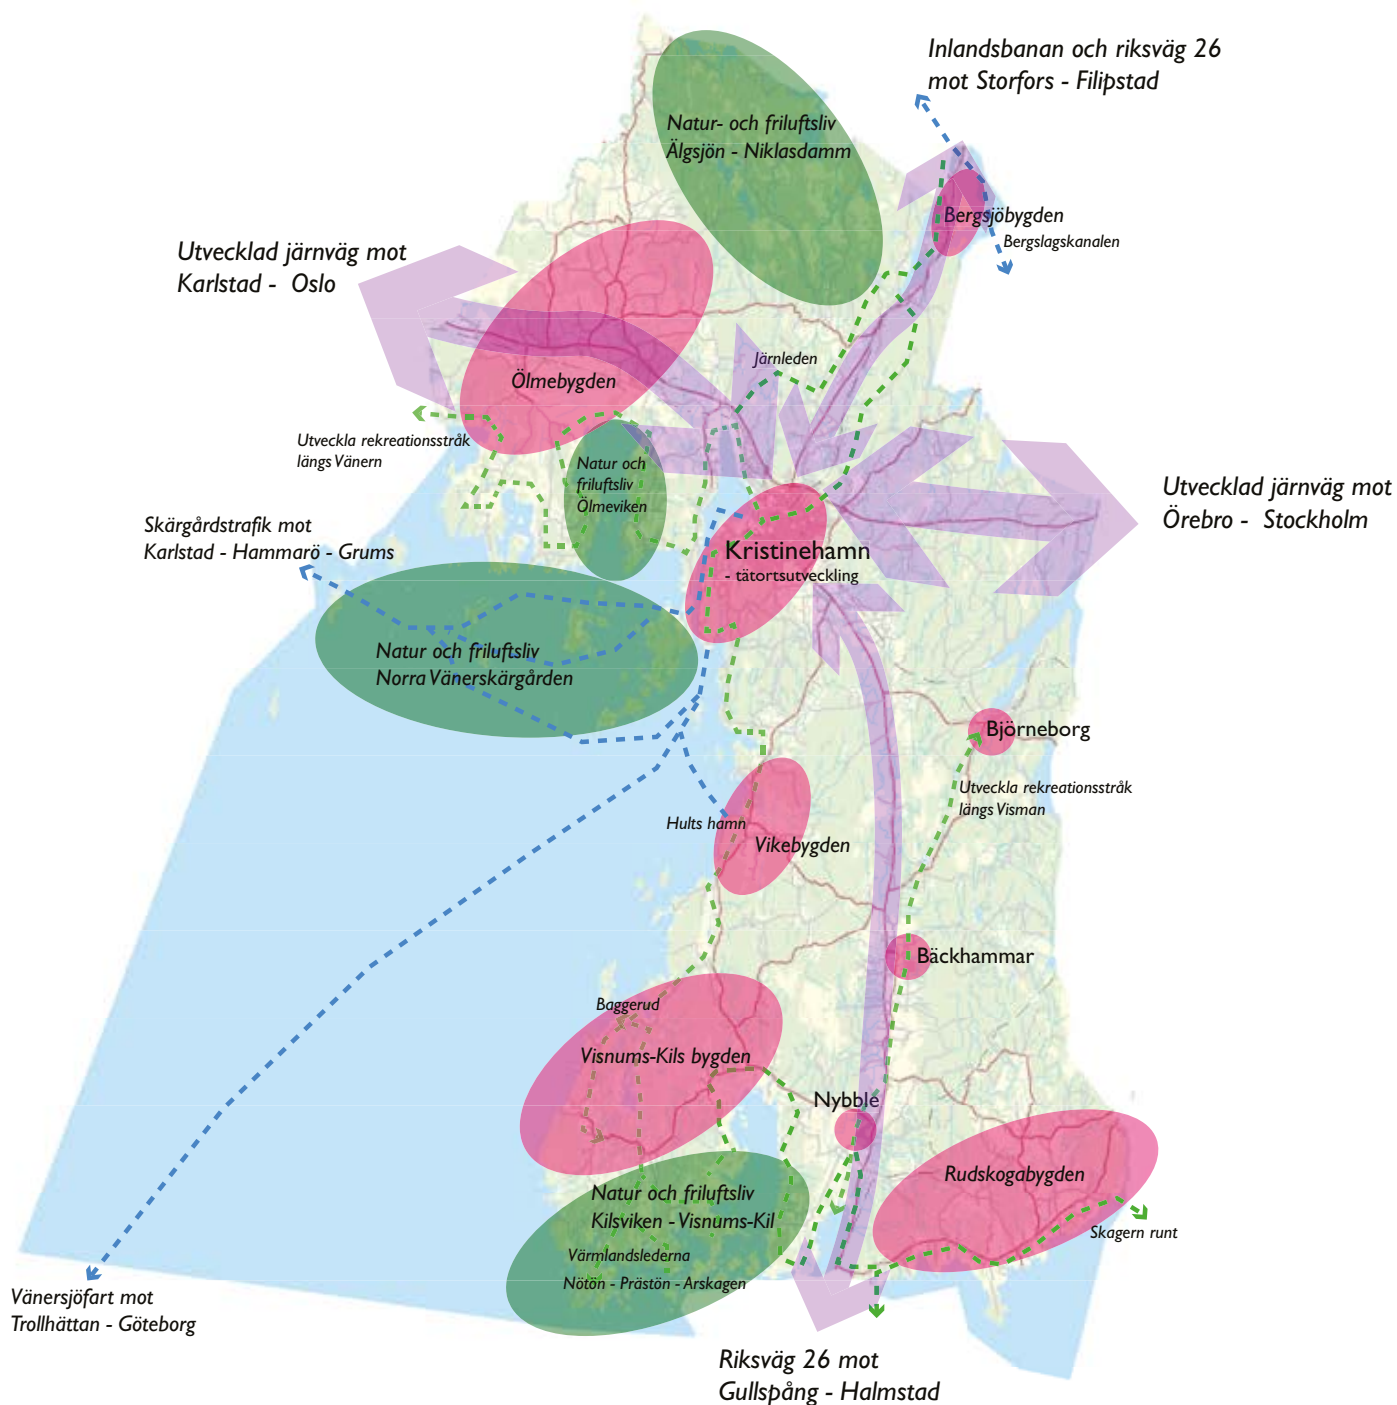 Inlandsbanan och riksväg 26
mot Storfors - Filipstad
Natur- och friluftsliv
Älgsjön - Niklasdamm
Bergsjöbygden
Bergslagskanalen
Utvecklad järnväg mot
Karlstad - Oslo
Järnleden
Ölmebygden
Utveckla rekreationsstråk
längs Vänern
Natur och
friluftsliv
Ölmeviken
Utvecklad järnväg mot
Örebro - Stockholm
Skärgårdstrafik mot
Karlstad - Hammarö - Grums
Kristinehamn
- tätortsutveckling
Natur och friluftsliv
Norra Vänerskärgården
Björneborg
Utveckla rekreationsstråk
längs Visman
Hults hamn
Vikebygden
Bäckhammar
Baggerud
Visnums-Kils bygden
Nybble
Rudskogabygden
Natur och friluftsliv
Kilsviken - Visnums-Kil
Skagern runt
Värmlandslederna
Nötön - Prästön - Arskagen
Vänersjöfart mot
Trollhättan - Göteborg
Riksväg 26 mot
Gullspång - Halmstad